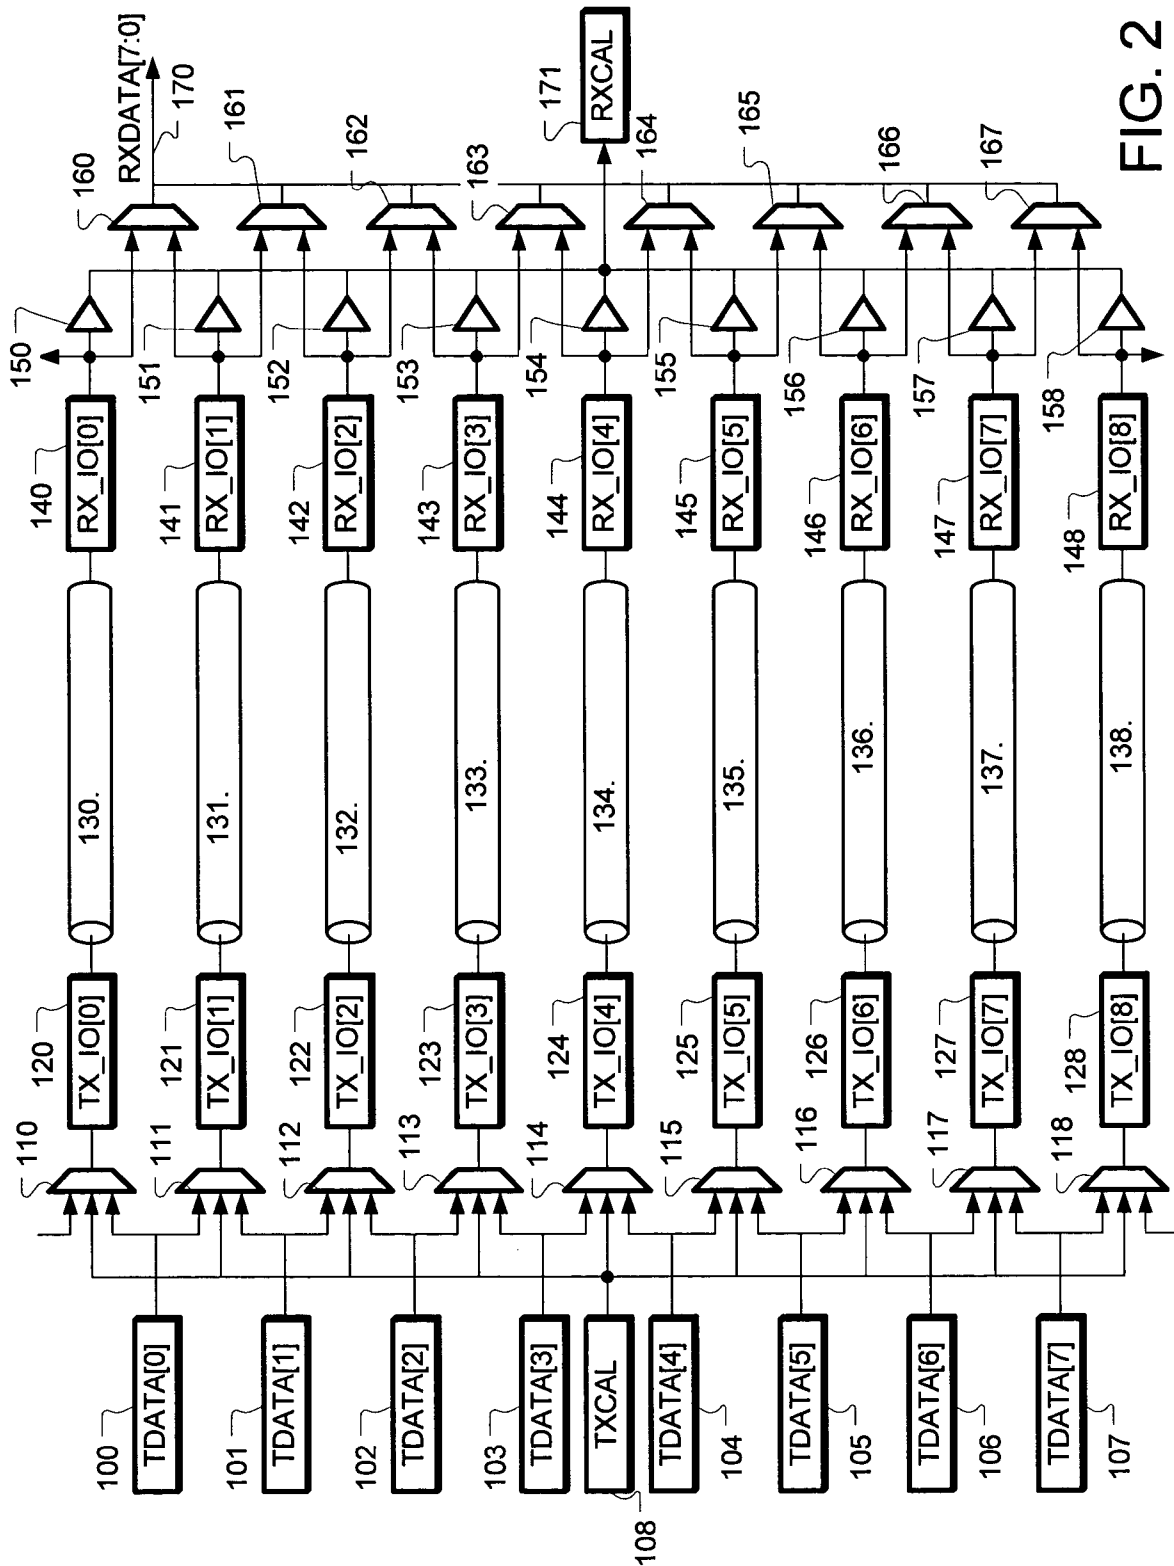 RXDATA[7:0]
170
160
161
162
163
164
165
166
167
171
RXCAL
150
151
152
153
154
155
156
157
158
140
RX_IO[0]
141
RX_IO[1]
142
RX_IO[2]
143
RX_IO[3]
144
RX_IO[4]
145
RX_IO[5]
146
RX_IO[6]
147
RX_IO[7]
148
RX_IO[8]
130.
131.
132.
133.
134.
135.
136.
137.
138.
120
TX_IO[0]
121
TX_IO[1]
122
TX_IO[2]
123
TX_IO[3]
124
TX_IO[4]
125
TX_IO[5]
126
TX_IO[6]
127
TX_IO[7]
128
TX_IO[8]
110
111
112
113
114
115
116
117
118
100
TDATA[0]
101
TDATA[1]
102
TDATA[2]
103
TDATA[3]
108
TXCAL
104
TDATA[4]
105
TDATA[5]
106
TDATA[6]
107
TDATA[7]
FIG. 2